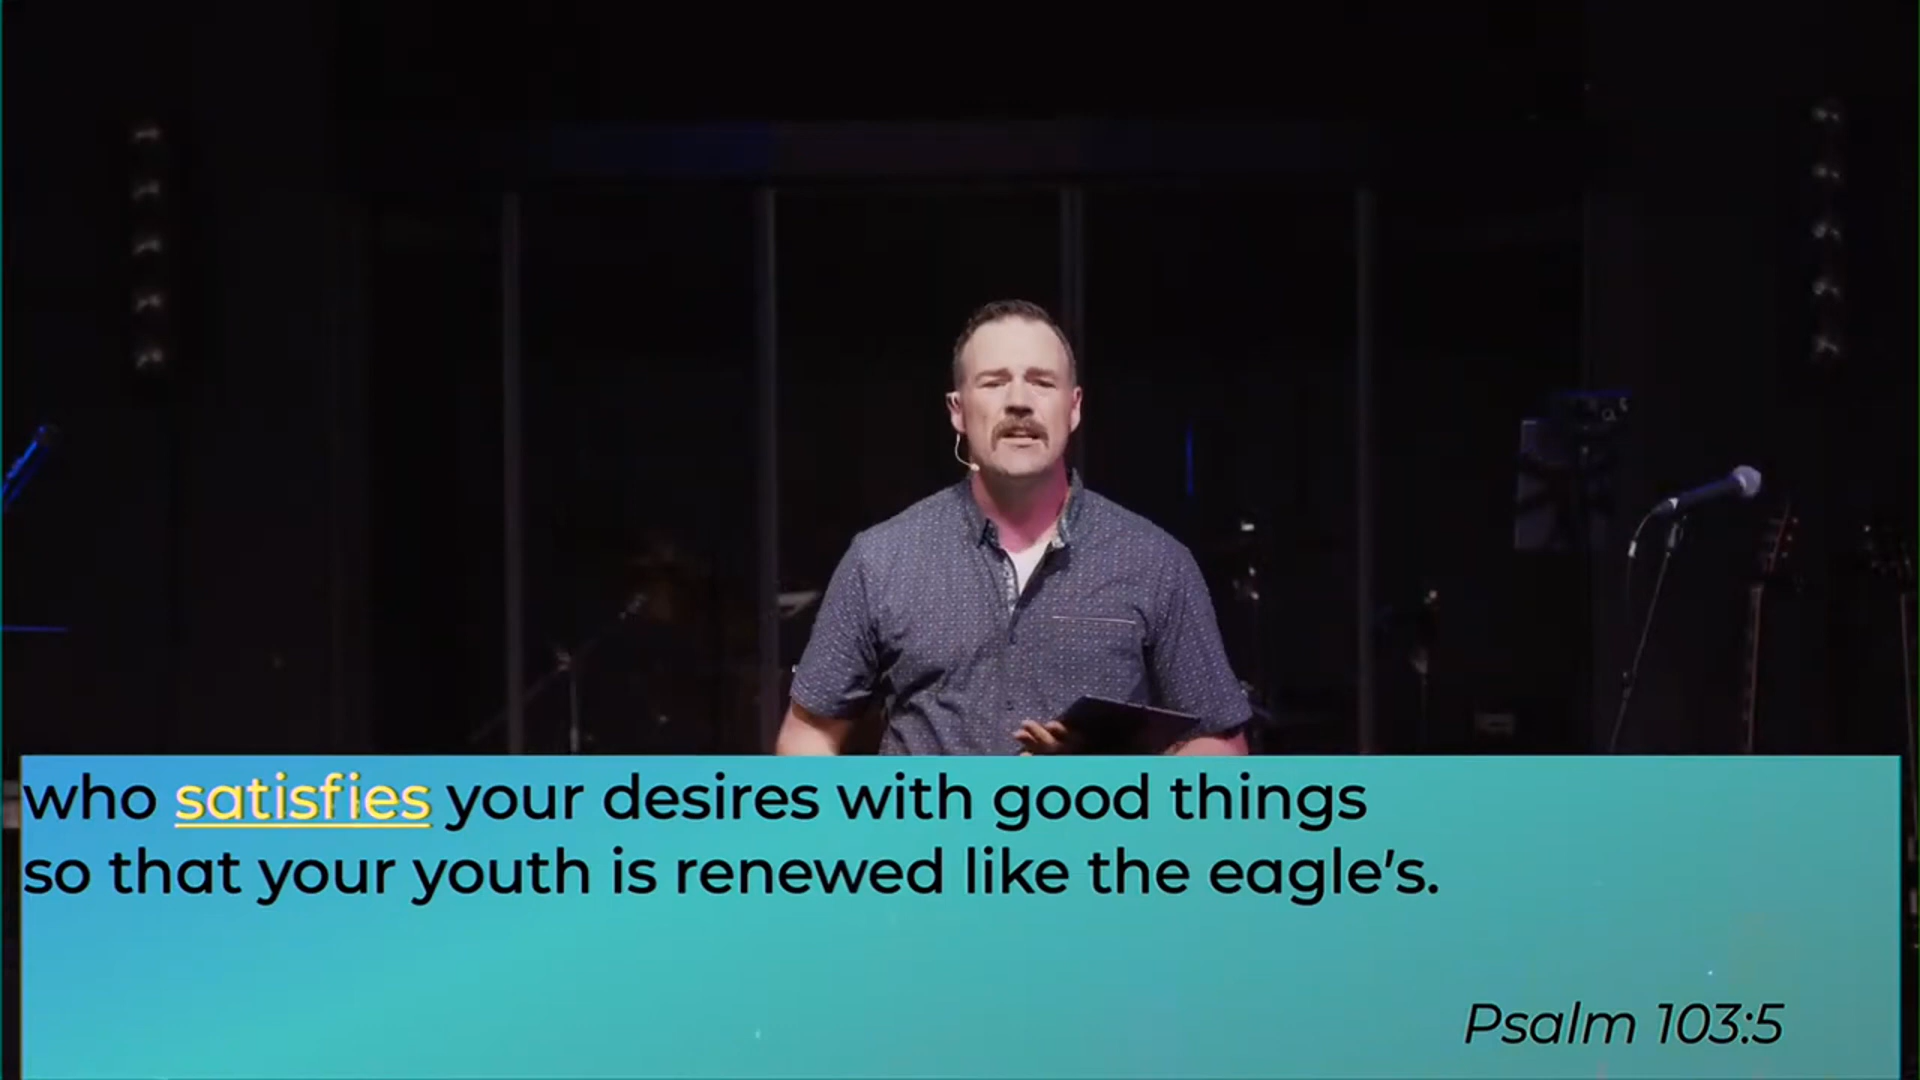 who satisfies your desires with good things
so that your youth is renewed like the eagle’s.
Psalm 103:5